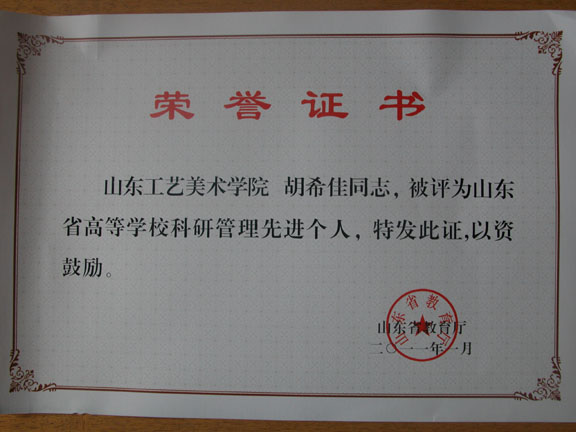 荣誉证书
山东工艺美术学院 胡希佳同志，被评为山东
省高等学校科研管理先进个人，特发此证,以资
鼓励。
山东省教育厅
山东省教育厅
二〇一一年一月